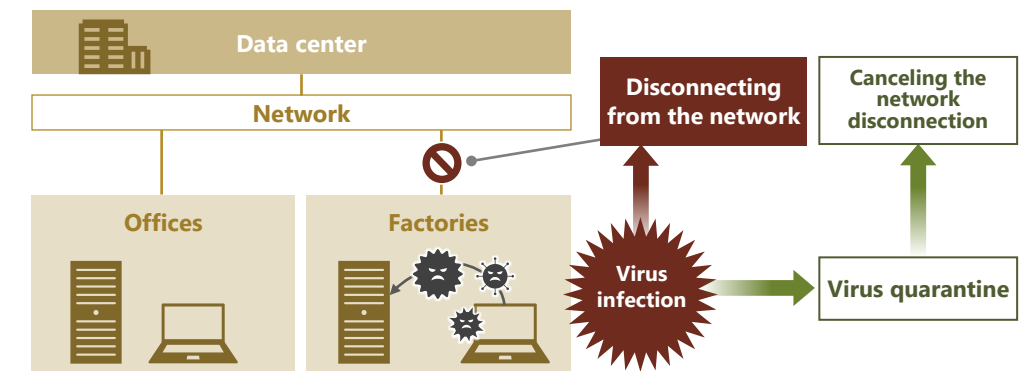 Data center
Network
Offices
Factories
Disconnecting
from the network
Canceling the
network
disconnection
Virus
infection
Virus quarantine